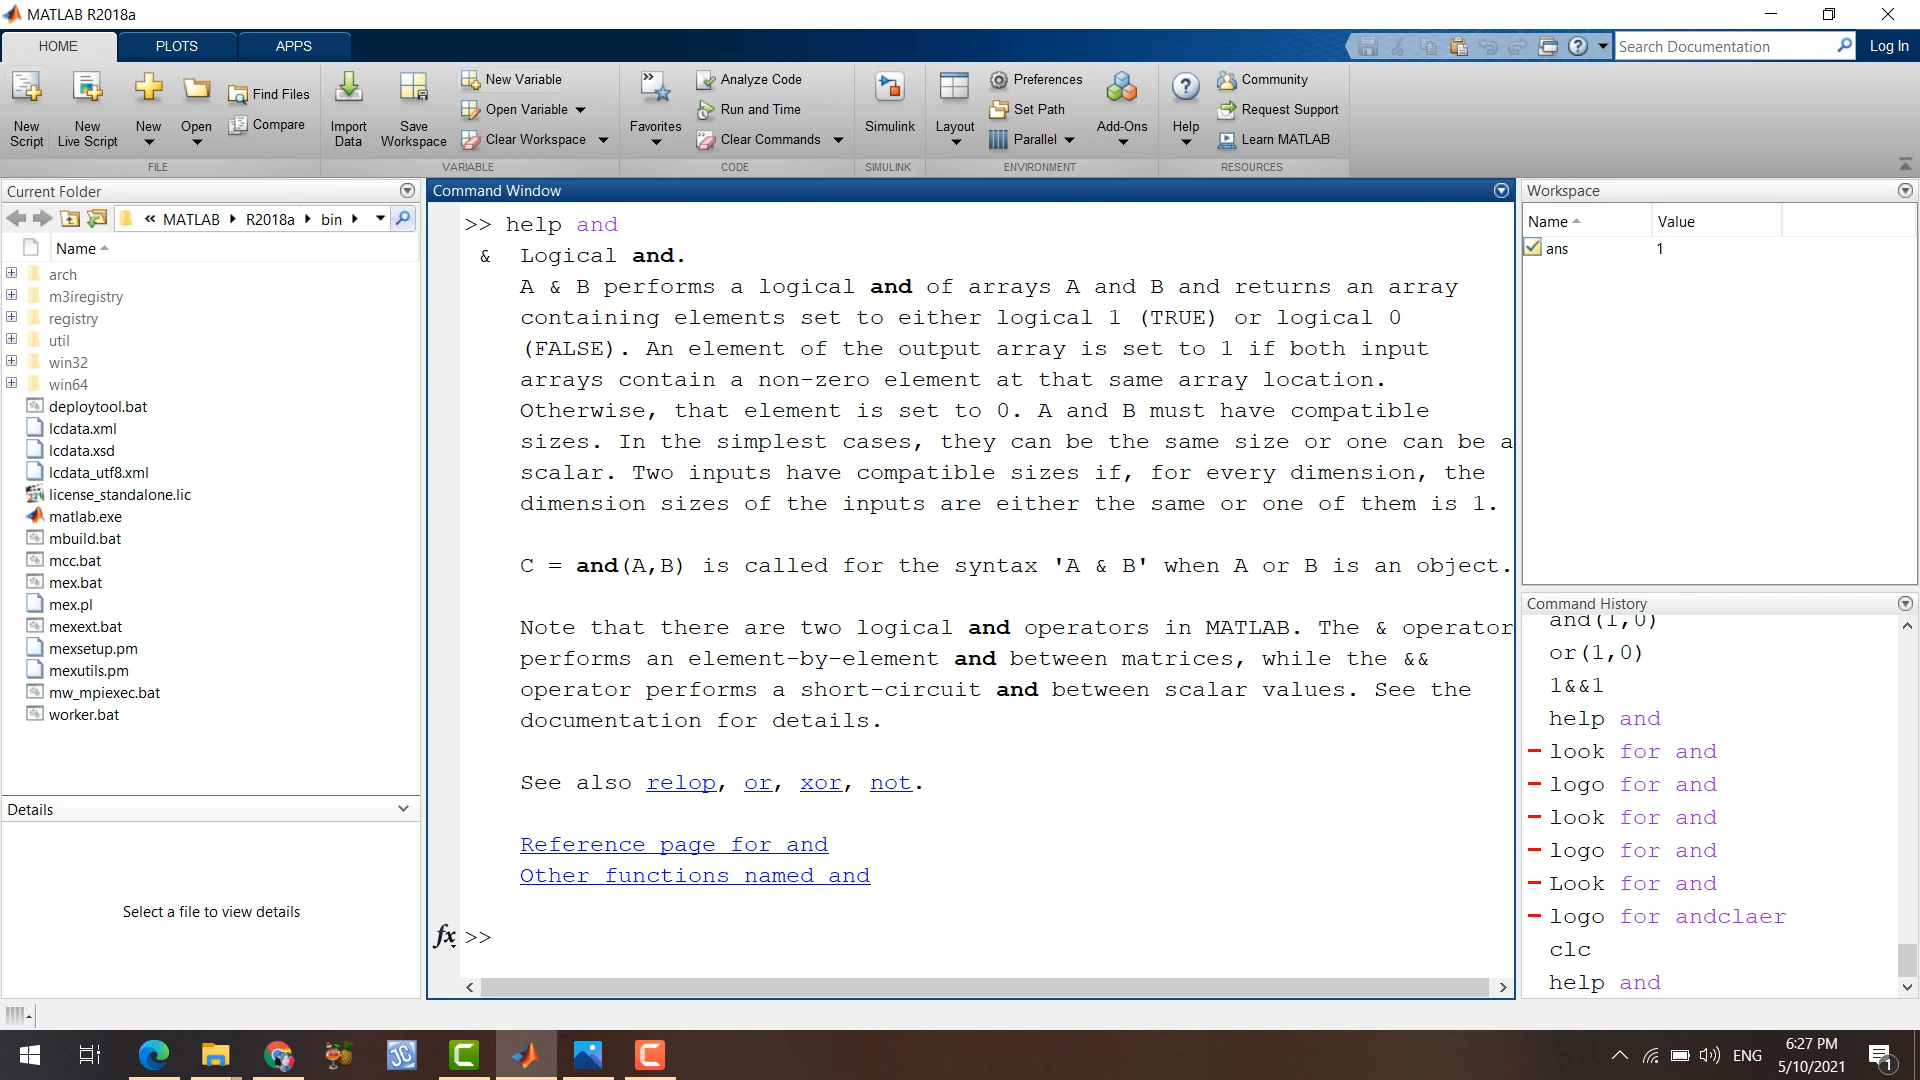 MATLAB R2018a
HOME
PLOTS
APPS
Search Documentation
Log In
New Script
New Live Script
New
Open
Find Files
Compare
Import Data
Save Workspace
New Variable
Open Variable
Clear Workspace
Favorites
Analyze Code
Run and Time
Clear Commands
Simulink
Layout
Preferences
Set Path
Parallel
Add-Ons
Help
Community
Request Support
Learn MATLAB
FILE
VARIABLE
CODE
SIMULINK
ENVIRONMENT
RESOURCES
Current Folder
« MATLAB R2018a bin
Name
arch
m3iregistry
registry
util
win32
win64
deploytool.bat
lcdata.xml
lcdata.xsd
lcdata_utf8.xml
license_standalone.lic
matlab.exe
mbuild.bat
mcc.bat
mex.bat
mex.pl
mexext.bat
mexsetup.pm
mexutils.pm
mw_mpiexec.bat
worker.bat
Details
Select a file to view details
Command Window
>> help and
& Logical and.
A & B performs a logical and of arrays A and B and returns an array
containing elements set to either logical 1 (TRUE) or logical 0
(FALSE). An element of the output array is set to 1 if both input
arrays contain a non-zero element at that same array location.
Otherwise, that element is set to 0. A and B must have compatible
sizes. In the simplest cases, they can be the same size or one can be a
scalar. Two inputs have compatible sizes if, for every dimension, the
dimension sizes of the inputs are either the same or one of them is 1.
C = and(A,B) is called for the syntax 'A & B' when A or B is an object.
Note that there are two logical and operators in MATLAB. The & operator
performs an element-by-element and between matrices, while the &&
operator performs a short-circuit and between scalar values. See the
documentation for details.
See also relop, or, xor, not.
Reference page for and
Other functions named and
fx >>
Workspace
Name Value
ans 1
Command History
and(1,0)
or(1,0)
1&&1
help and
look for and
logo for and
look for and
logo for and
Look for and
logo for andclaer
clc
help and
ENG
6:27 PM
5/10/2021
1